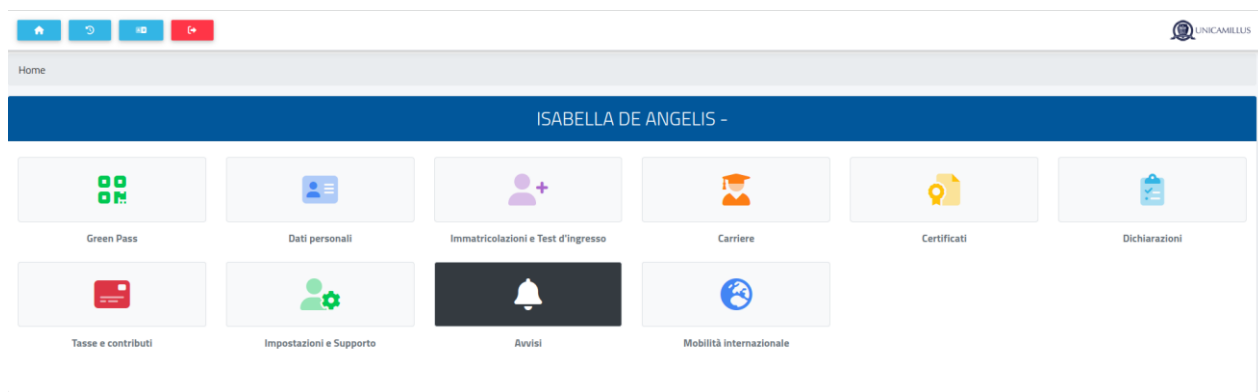 UNICAMILLUS
Home
ISABELLA DE ANGELIS -
Green Pass
Dati personali
Immatricolazioni e Test d'ingresso
Carriere
Certificati
Dichiarazioni
Tasse e contributi
Impostazioni e Supporto
Avvisi
Mobilità internazionale